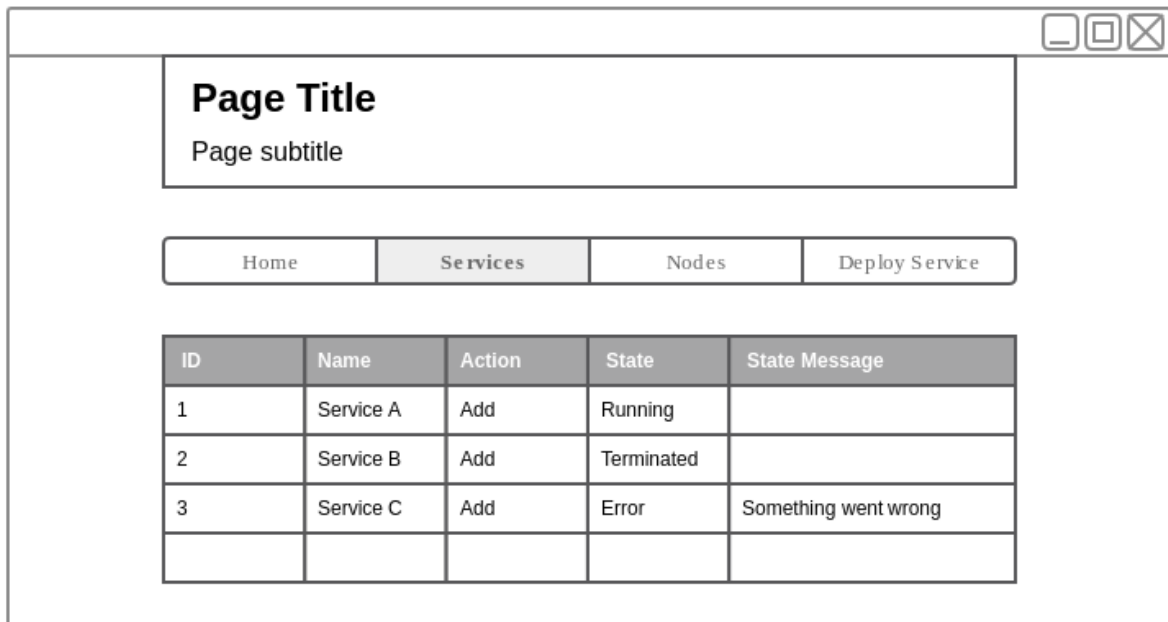 Page Title
Page subtitle
Home Services Nodes Deploy Service
ID Name Action State State Message
1 Service A Add Running
2 Service B Add Terminated
3 Service C Add Error Something went wrong